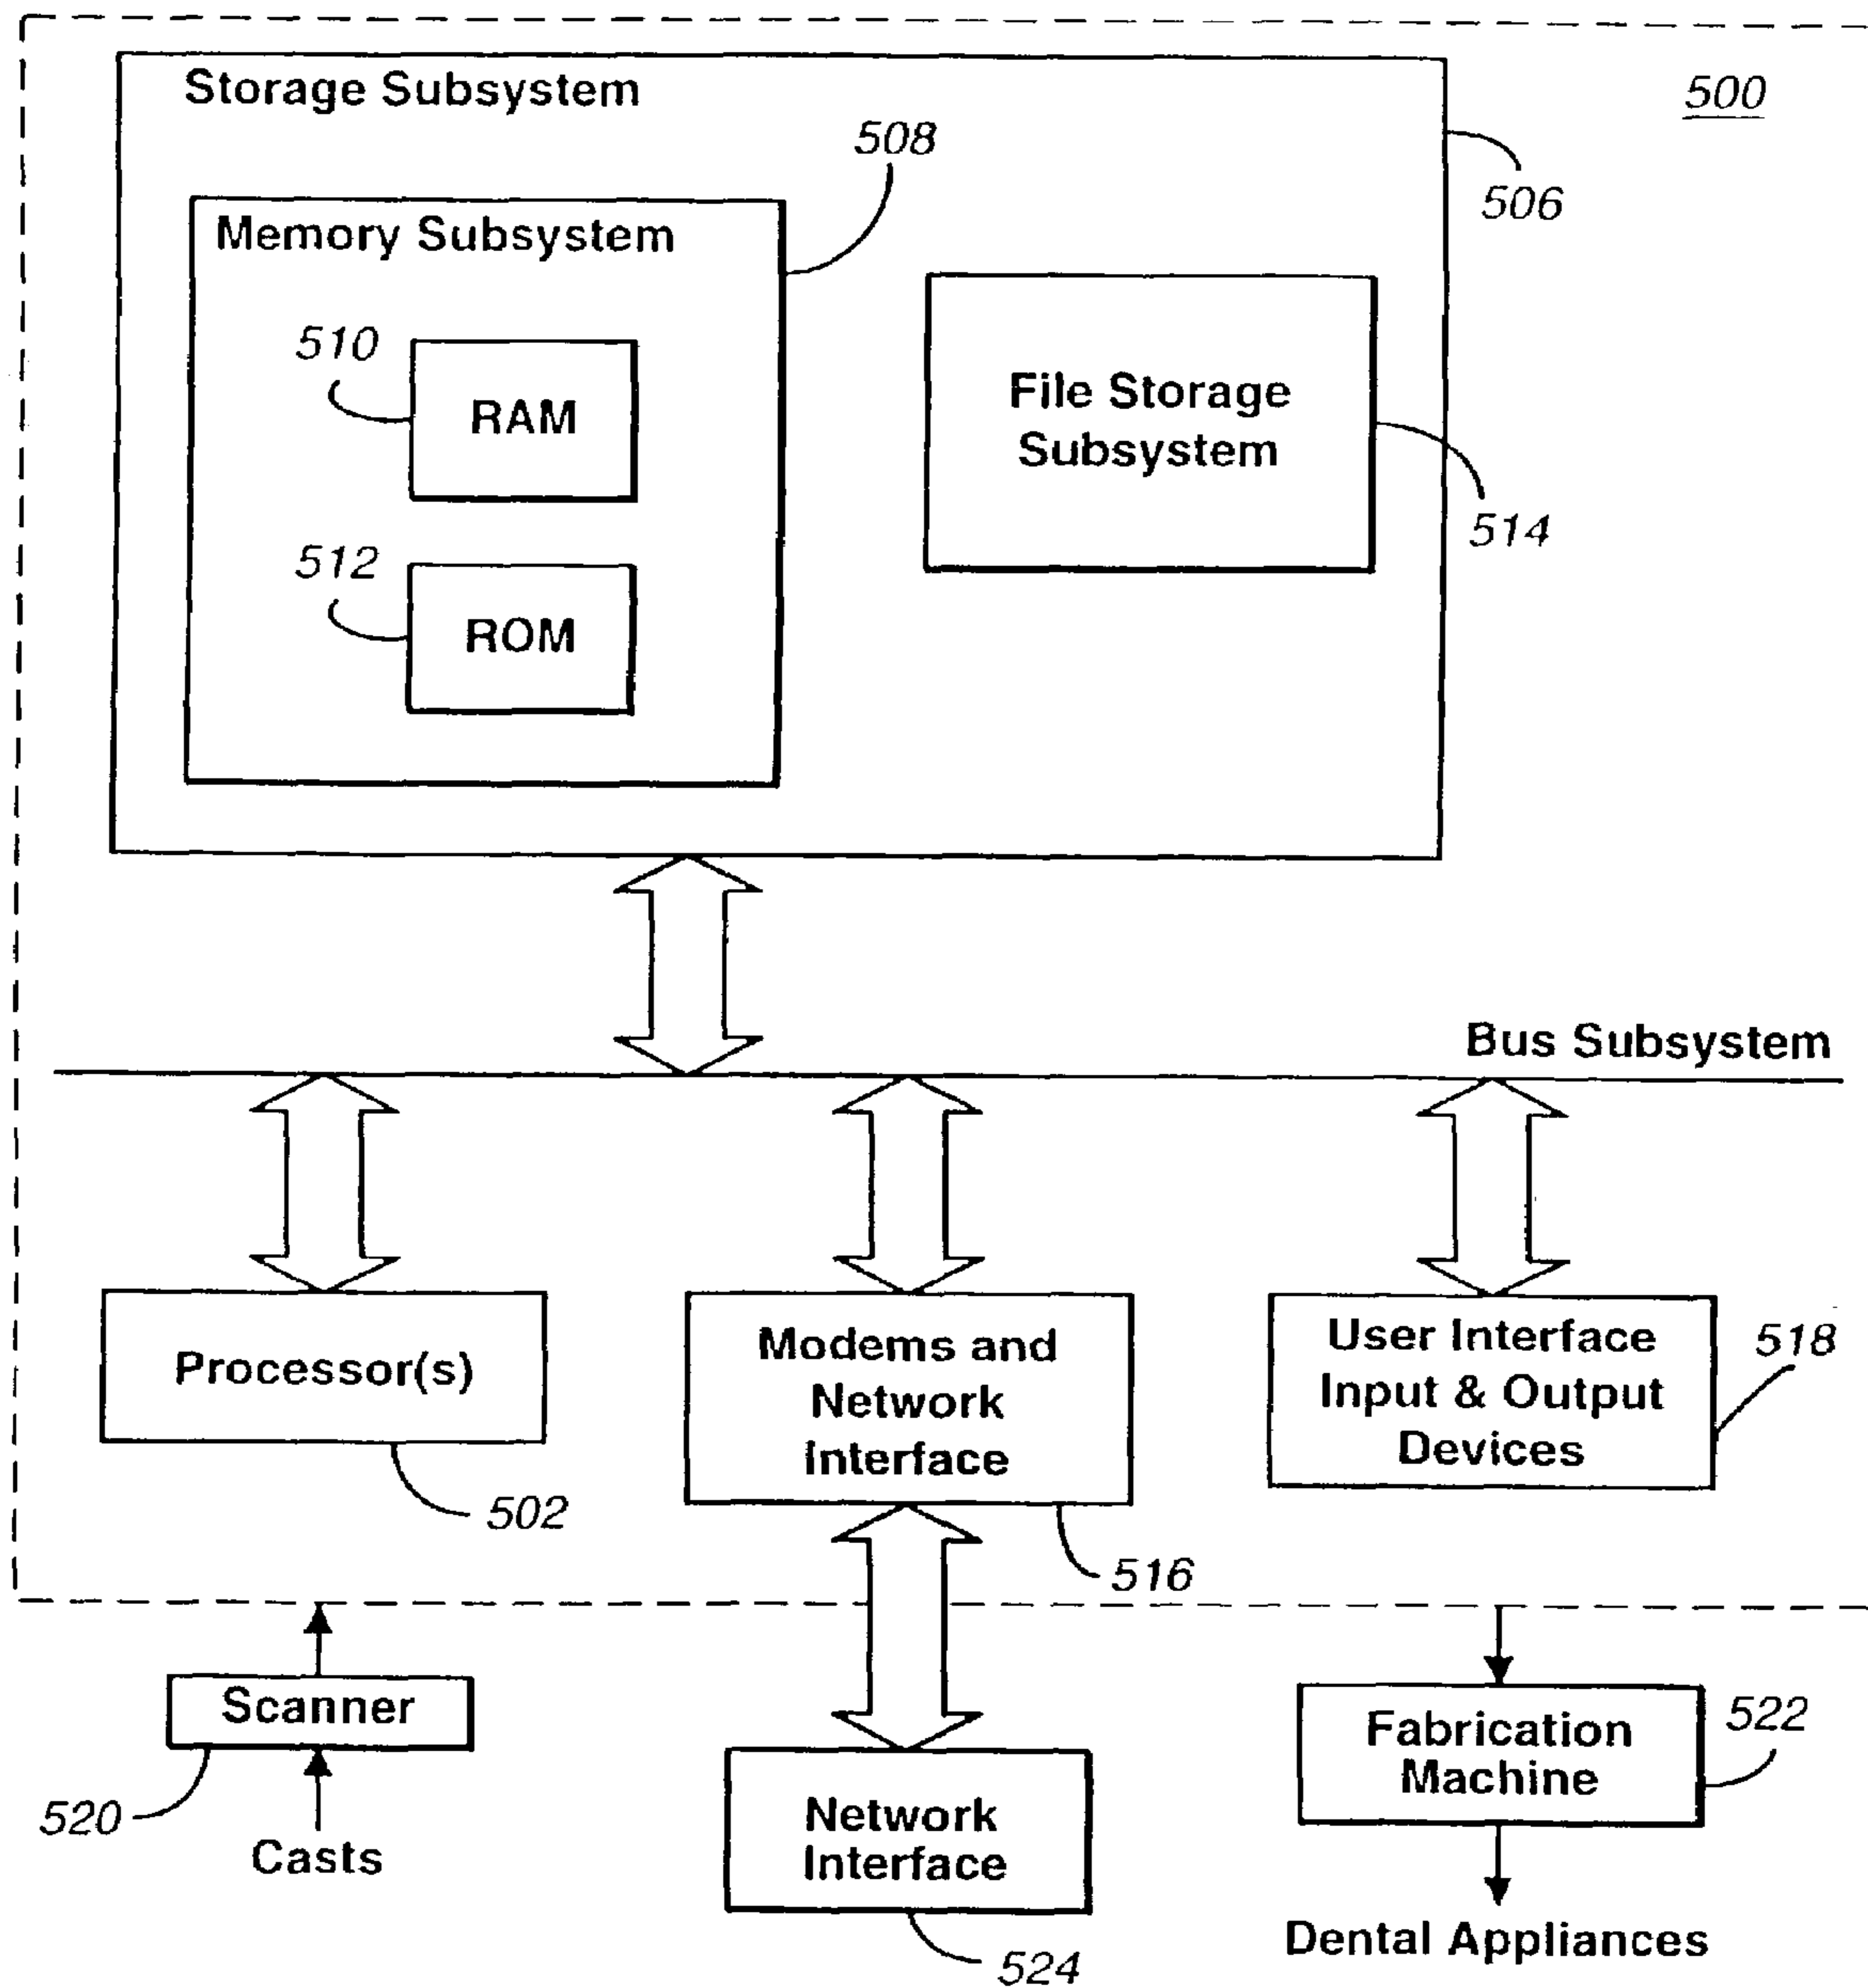 Storage Subsystem
500
508
506
Memory Subsystem
510
RAM
File Storage
Subsystem
514
512
ROM
Bus Subsystem
Processor(s)
502
Modems and
Network
Interface
516
User Interface
Input & Output
Devices
518
Scanner
520
Casts
Network
Interface
524
Fabrication
Machine
522
Dental Appliances